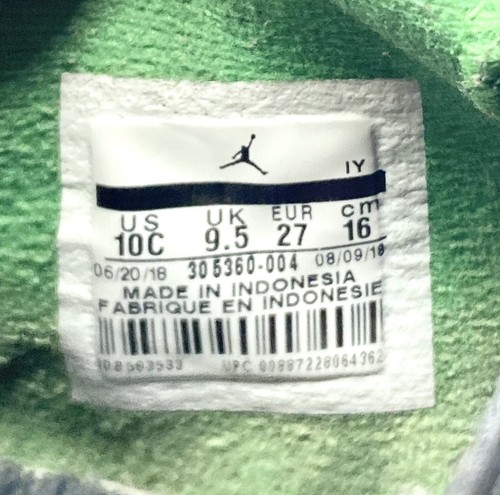 IY
US UK EUR cm
10C 9.5 27 16
06/20/18 305360-004 08/09/18
MADE IN INDONESIA
FABRIQUE EN INDONESIE
UPC 00887228064362